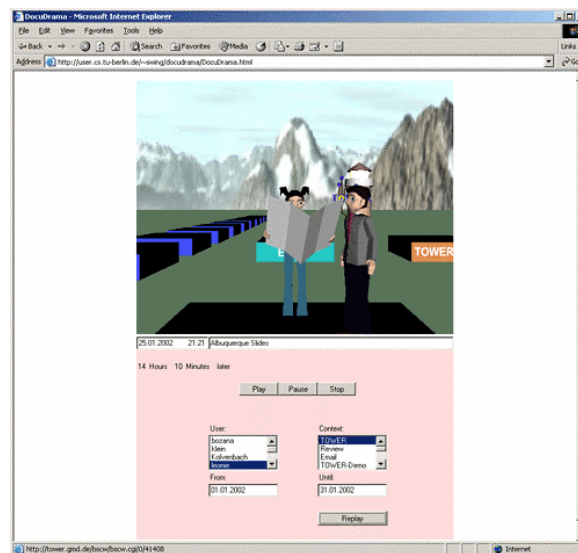 DocuDrama - Microsoft Internet Explorer
File Edit View Favorites Tools Help
Back Search Favorites Media Links
Address http://user.cs.tu-berlin.de/~swing/docudrama/DocuDrama.html Go
TOWER
25.01.2002 21:21 Albuquerque Slides
14 Hours 10 Minutes later
Play Pause Stop
User: Context:
bozana TOWER
klein Review
Kolvenbach Email
leonie TOWER-Demo
From: Until:
01.01.2002 31.01.2002
Replay
http://tower.gmd.de/bscw/bscw.cgi/0/41408 Internet